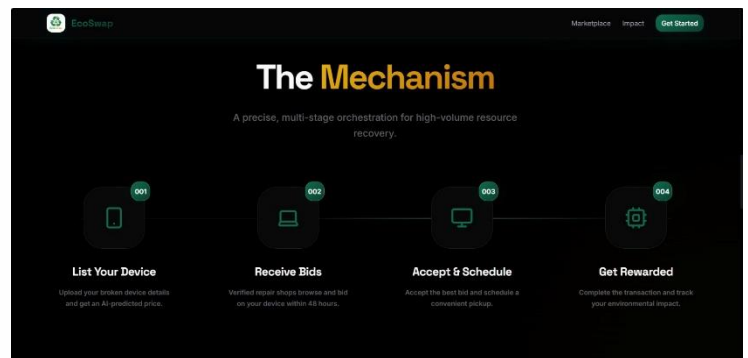 EcoSwap
Marketplace Impact Get Started
The Mechanism
A precise, multi-stage orchestration for high-volume resource
recovery.
001
002
003
004
List Your Device
Receive Bids
Accept & Schedule
Get Rewarded
Upload your broken device details
and get an AI-predicted price.
Verified repair shops browse and bid
on your device within 48 hours.
Accept the best bid and schedule a
convenient pickup.
Complete the transaction and track
your environmental impact.